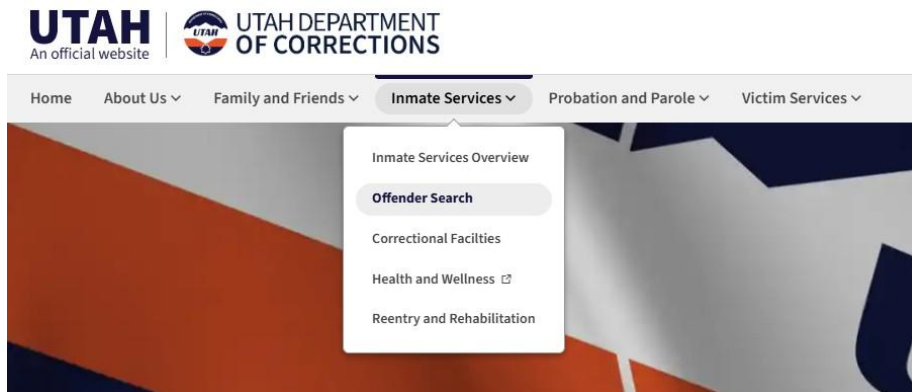 UTAH
An official website
UTAH
UTAH DEPARTMENT
OF CORRECTIONS
Home About Us Family and Friends Inmate Services Probation and Parole Victim Services
Inmate Services Overview
Offender Search
Correctional Facilties
Health and Wellness
Reentry and Rehabilitation